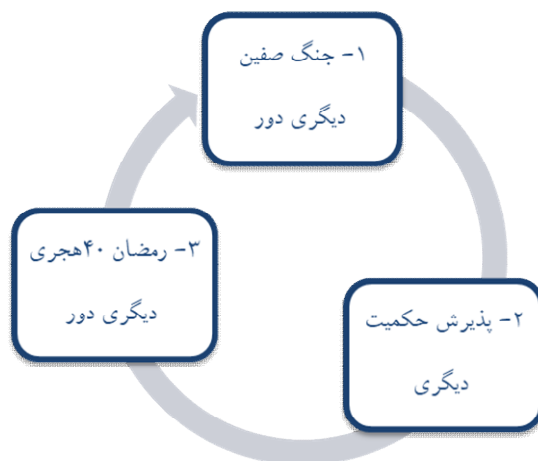 ۱- جنگ صفین
دیگری دور
۲- پذیرش حکمیت
دیگری
۳- رمضان ۴۰هجری
دیگری دور